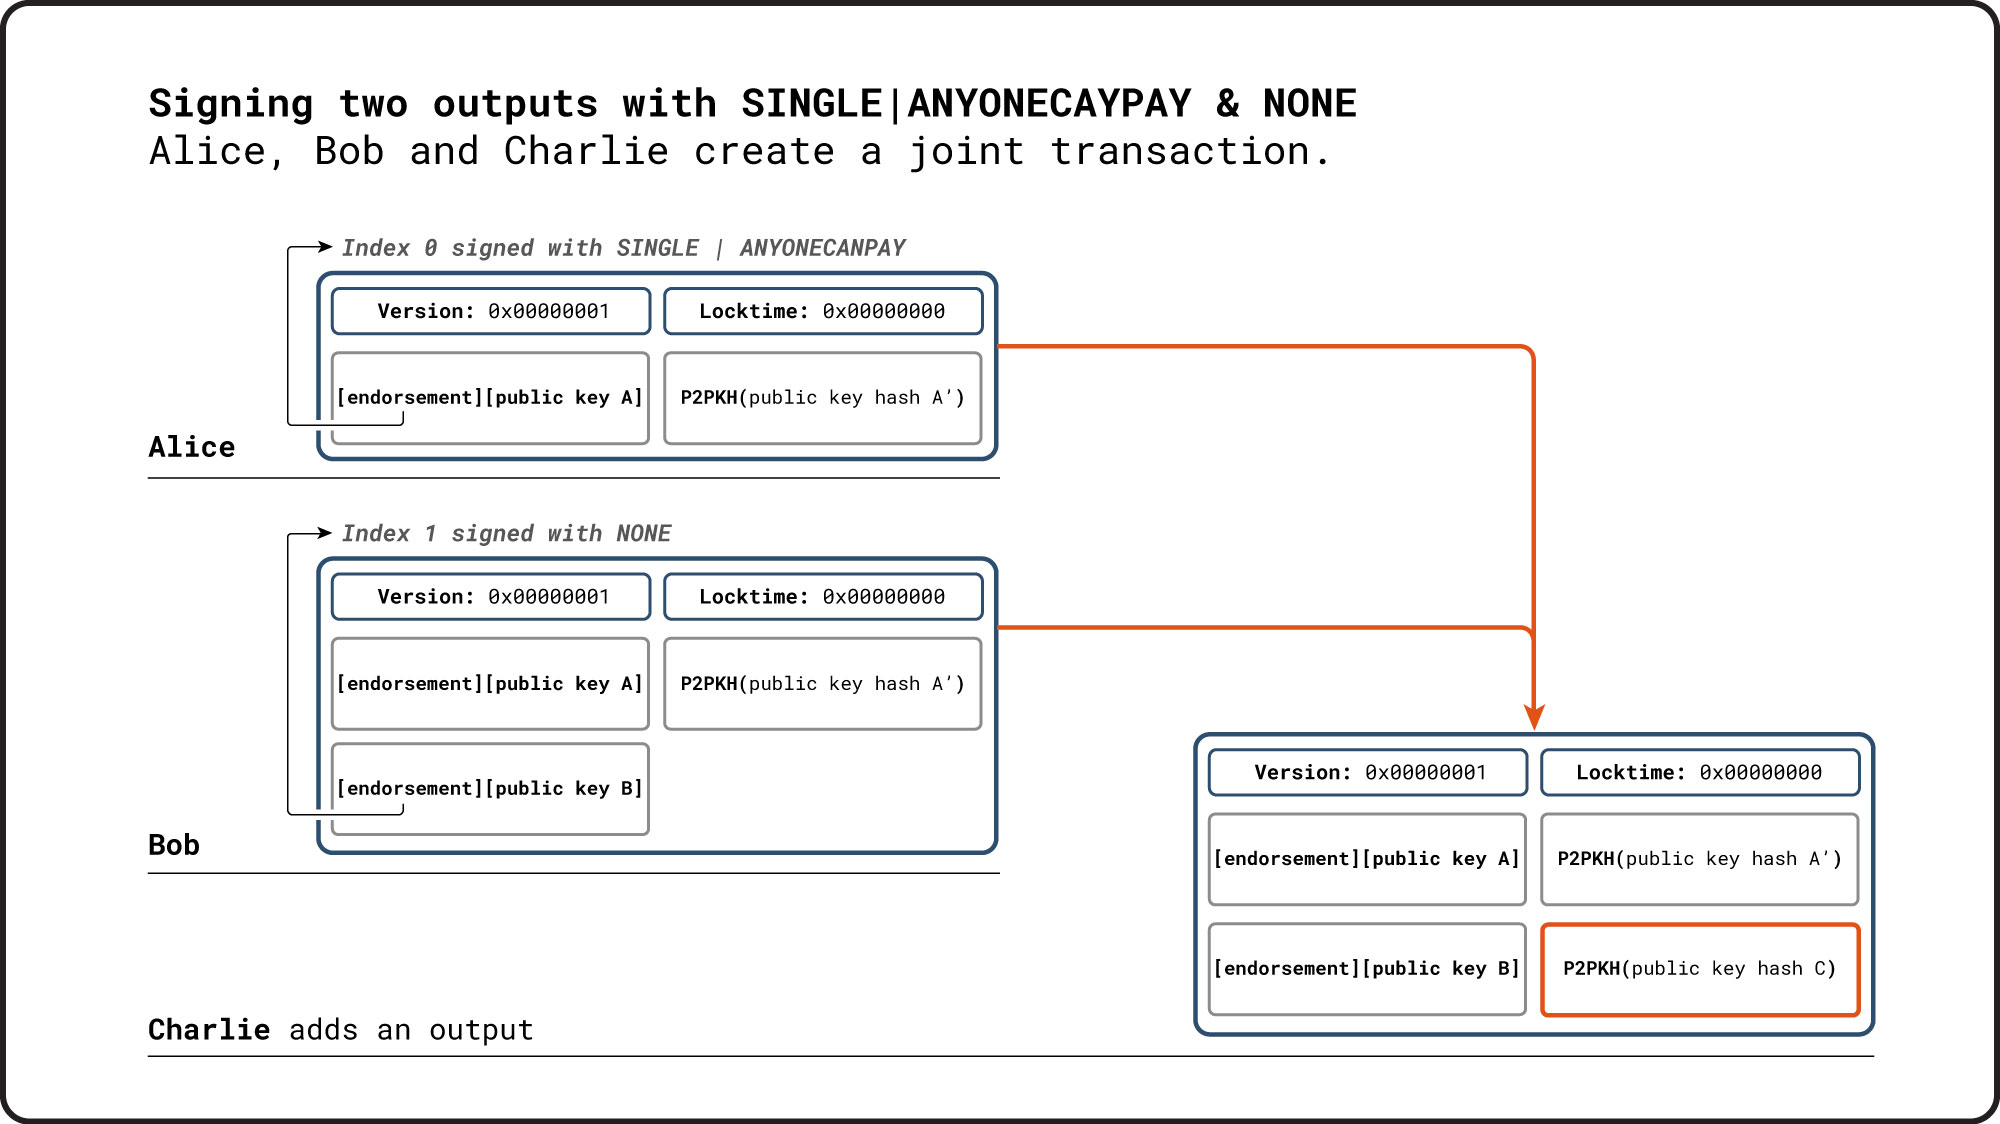 Signing two outputs with SINGLE|ANYONECAYPAY & NONE
Alice, Bob and Charlie create a joint transaction.
Index 0 signed with SINGLE | ANYONECANPAY
Version: 0x00000001
Locktime: 0x00000000
[endorsement][public key A]
P2PKH(public key hash A’)
Alice
Index 1 signed with NONE
Version: 0x00000001
Locktime: 0x00000000
[endorsement][public key A]
P2PKH(public key hash A’)
[endorsement][public key B]
Bob
Version: 0x00000001
Locktime: 0x00000000
[endorsement][public key A]
P2PKH(public key hash A’)
[endorsement][public key B]
P2PKH(public key hash C)
Charlie adds an output